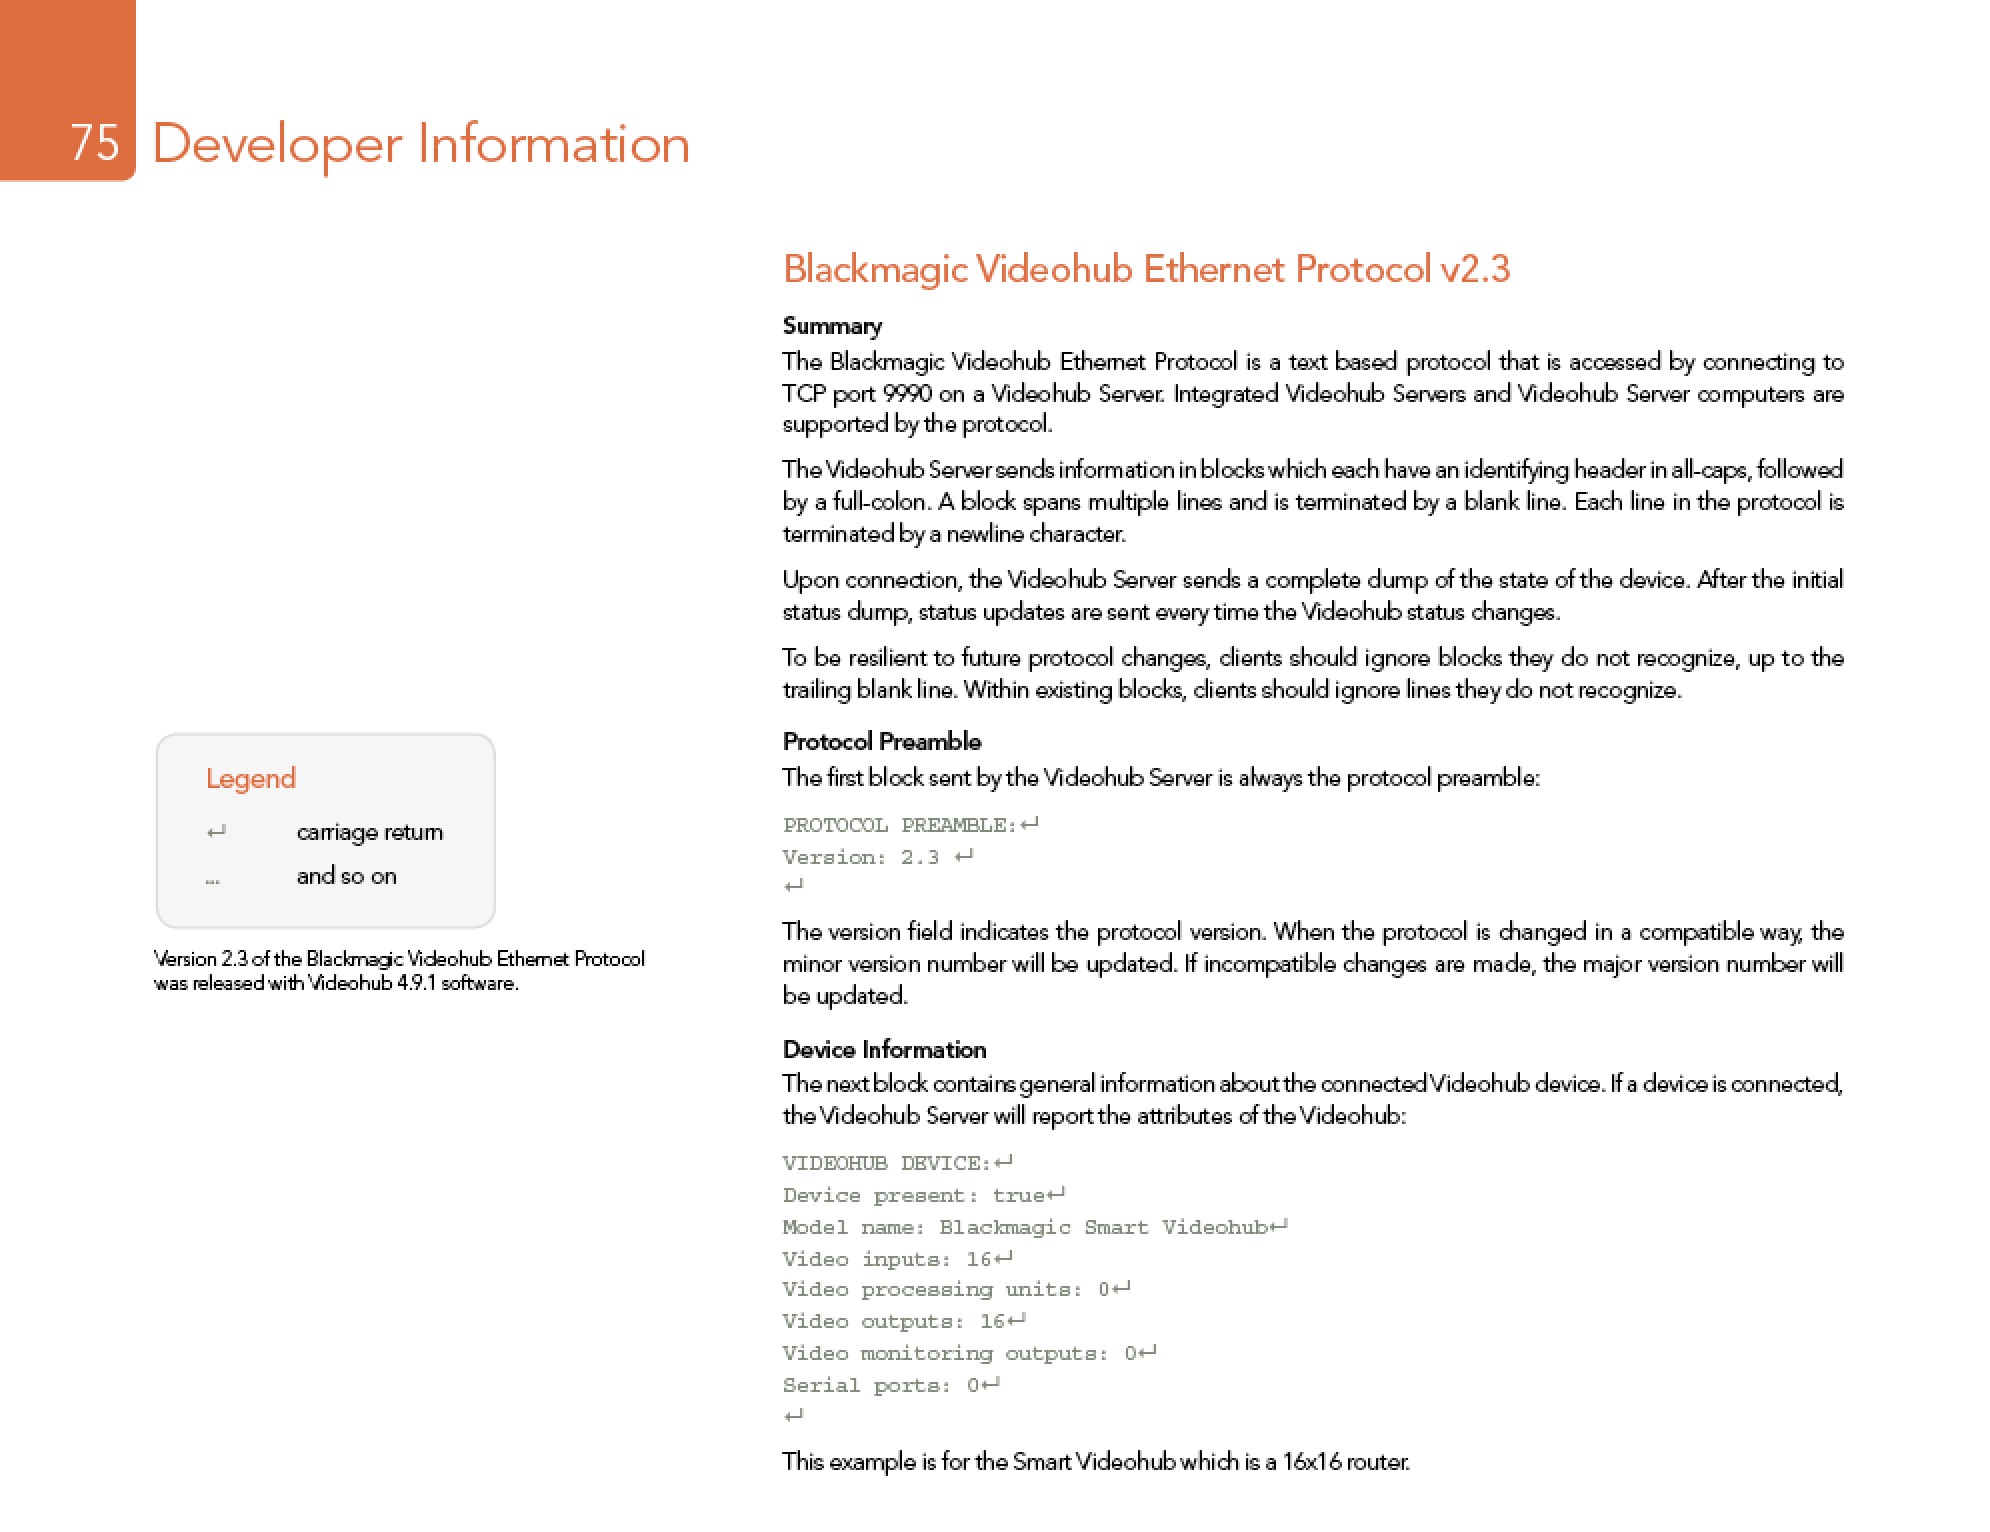 75 Developer Information
Blackmagic Videohub Ethernet Protocol v2.3
Summary
The Blackmagic Videohub Ethernet Protocol is a text based protocol that is accessed by connecting to
TCP port 9990 on a Videohub Server. Integrated Videohub Servers and Videohub Server computers are
supported by the protocol.
The Videohub Server sends information in blocks which each have an identifying header in all-caps, followed
by a full-colon. A block spans multiple lines and is terminated by a blank line. Each line in the protocol is
terminated by a newline character.
Upon connection, the Videohub Server sends a complete dump of the state of the device. After the initial
status dump, status updates are sent every time the Videohub status changes.
To be resilient to future protocol changes, clients should ignore blocks they do not recognize, up to the
trailing blank line. Within existing blocks, clients should ignore lines they do not recognize.
Protocol Preamble
The first block sent by the Videohub Server is always the protocol preamble:
PROTOCOL PREAMBLE:↵
Version: 2.3 ↵
↵
The version field indicates the protocol version. When the protocol is changed in a compatible way, the
minor version number will be updated. If incompatible changes are made, the major version number will
be updated.
Device Information
The next block contains general information about the connected Videohub device. If a device is connected,
the Videohub Server will report the attributes of the Videohub:
VIDEOHUB DEVICE:↵
Device present: true↵
Model name: Blackmagic Smart Videohub↵
Video inputs: 16↵
Video processing units: 0↵
Video outputs: 16↵
Video monitoring outputs: 0↵
Serial ports: 0↵
↵
This example is for the Smart Videohub which is a 16x16 router.
Legend
↵ carriage return
... and so on
Version 2.3 of the Blackmagic Videohub Ethernet Protocol
was released with Videohub 4.9.1 software.